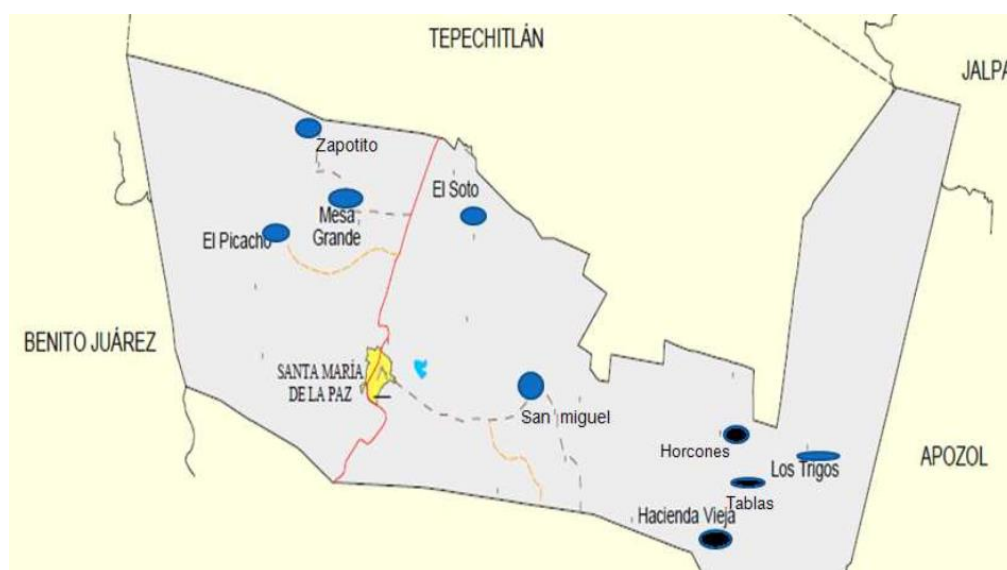 TEPECHITLÁN
JALPA
Zapotito
El Soto
Mesa
Grande
El Picacho
BENITO JUÁREZ
SANTA MARÍA
DE LA PAZ
San miguel
Horcones
Los Trigos
APOZOL
Tablas
Hacienda Vieja